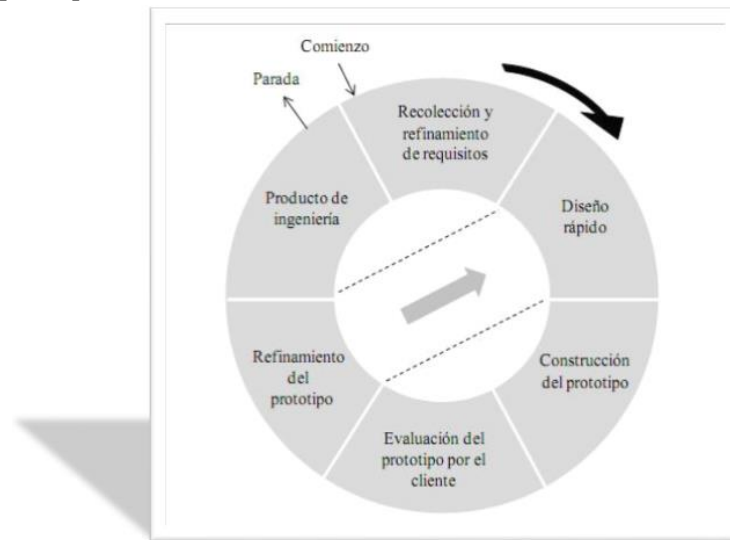 Comienzo
Parada
Recolección y
refinamiento
de requisitos
Diseño
rápido
Construcción
del prototipo
Evaluación del
prototipo por el
cliente
Refinamiento
del
prototipo
Producto de
ingeniería